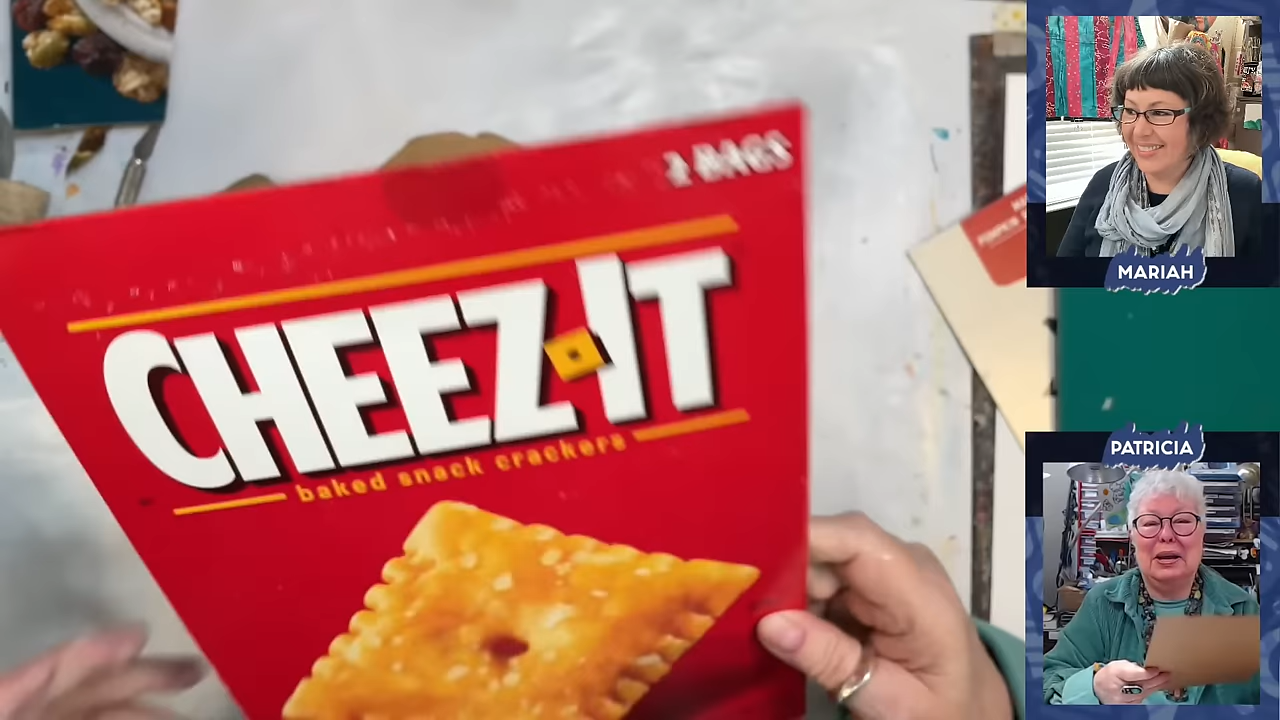 2 BAGS
CHEEZ-IT
baked snack crackers
MARIAH
PATRICIA